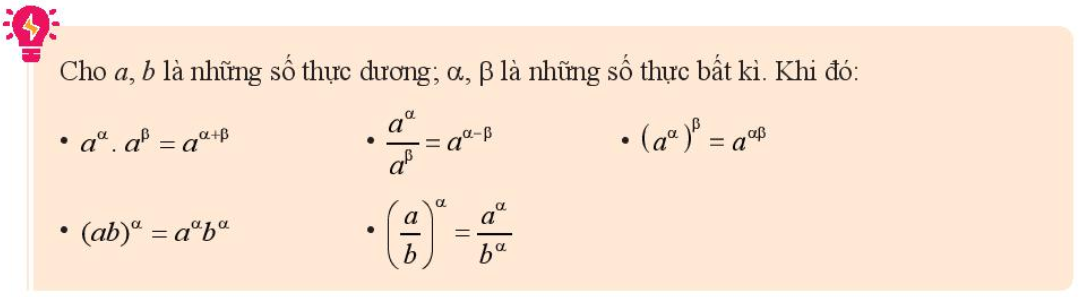 Cho a, b là những số thực dương; α, β là những số thực bất kì. Khi đó:
• a^α . a^β = a^(α+β) • a^α/a^β = a^(α−β) • (a^α)^β = a^(αβ)
• (ab)^α = a^α b^α • (a/b)^α = a^α/b^α